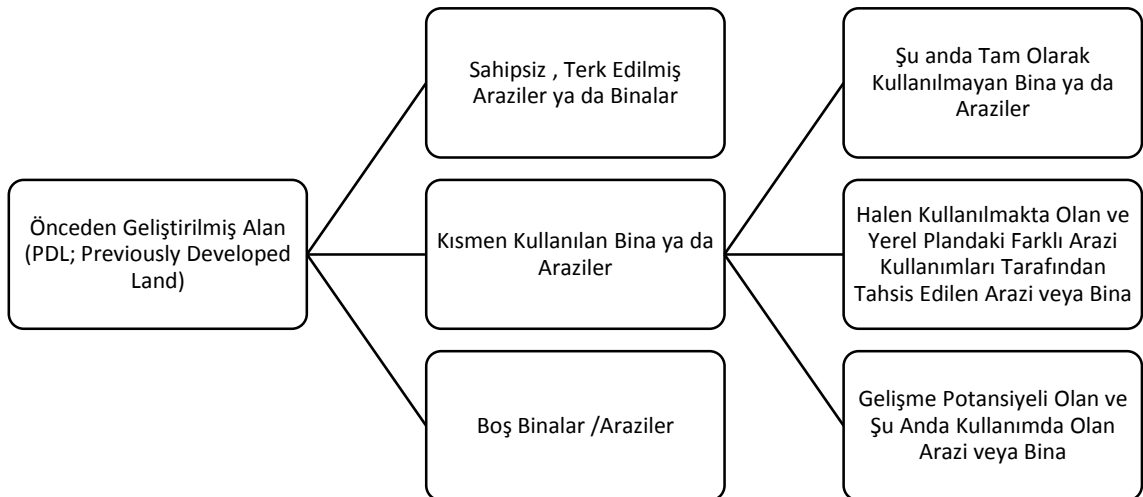 Önceden Geliştirilmiş Alan
(PDL; Previously Developed
Land)
Sahipsiz , Terk Edilmiş
Araziler ya da Binalar
Kısmen Kullanılan Bina ya da
Araziler
Boş Binalar /Araziler
Şu anda Tam Olarak
Kullanılmayan Bina ya da
Araziler
Halen Kullanılmakta Olan ve
Yerel Plandaki Farklı Arazi
Kullanımları Tarafından
Tahsis Edilen Arazi veya Bina
Gelişme Potansiyeli Olan ve
Şu Anda Kullanımda Olan
Arazi veya Bina